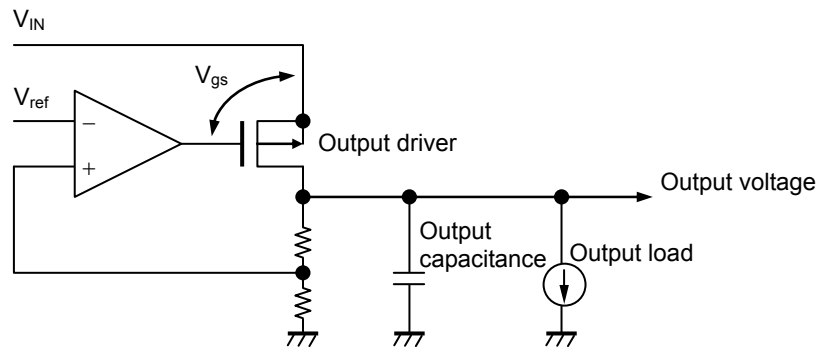 V_IN
V_gs
V_ref
−
+
Output driver
Output voltage
Output
capacitance
Output load